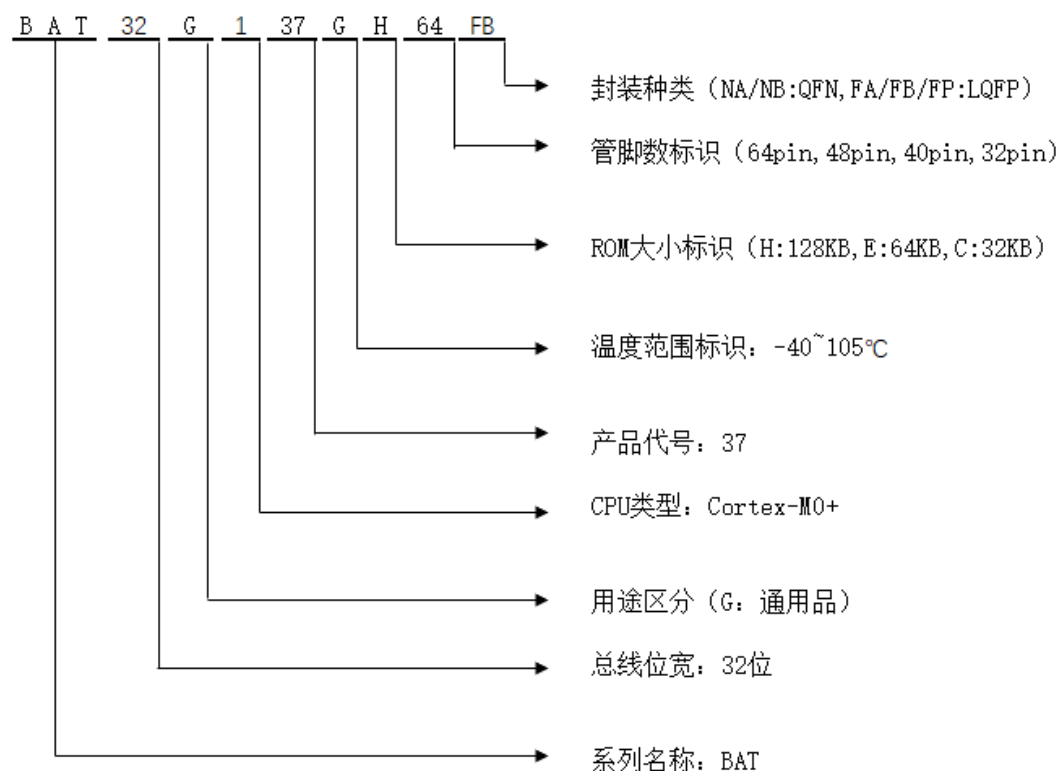 BAT 32 G 1 37 G H 64 FB
封装种类（NA/NB:QFN,FA/FB/FP:LQFP）
管脚数标识（64pin,48pin,40pin,32pin）
ROM大小标识（H:128KB,E:64KB,C:32KB）
温度范围标识：-40~105℃
产品代号：37
CPU类型：Cortex-M0+
用途区分（G：通用品）
总线位宽：32位
系列名称：BAT